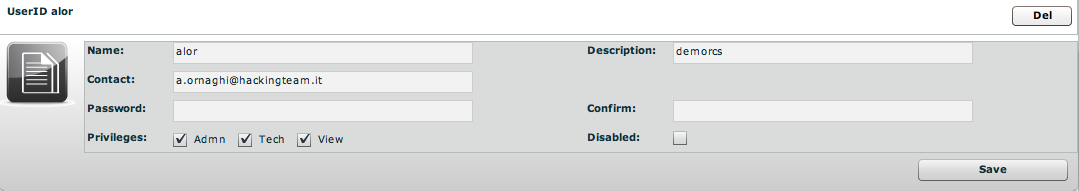 UserID alor
Del
Name: alor Description: demorcs
Contact: a.ornaghi@hackingteam.it
Password: Confirm:
Privileges: Admn Tech View Disabled:
Save